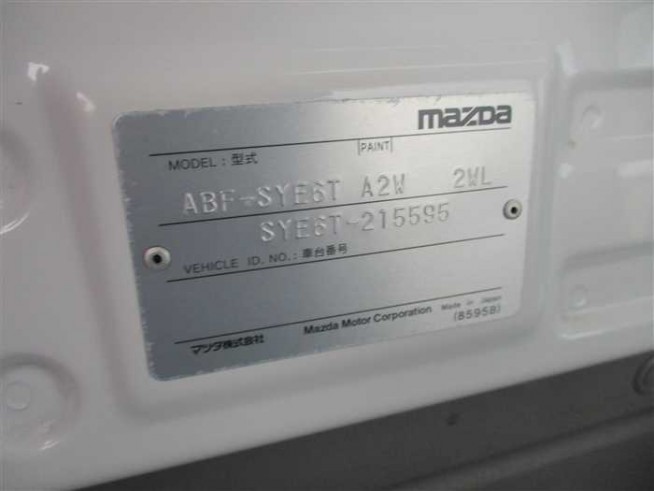 mazda
MODEL : 型式 PAINT
ABF-SYE6T A2W 2WL
SYE6T-215595
VEHICLE ID. NO. : 車台番号
マツダ株式会社 Mazda Motor Corporation Made in Japan
(8595B)